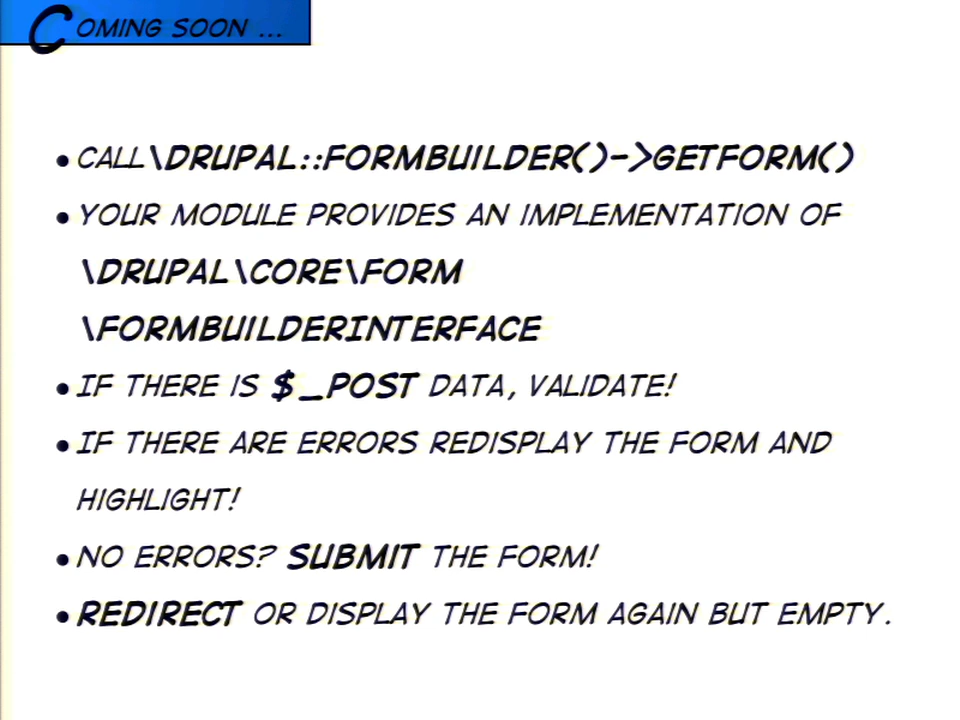 COMING SOON ...
• CALL \DRUPAL::FORMBUILDER()->GETFORM()
• YOUR MODULE PROVIDES AN IMPLEMENTATION OF
\DRUPAL\CORE\FORM
\FORMBUILDERINTERFACE
• IF THERE IS $_POST DATA, VALIDATE!
• IF THERE ARE ERRORS REDISPLAY THE FORM AND
HIGHLIGHT!
• NO ERRORS? SUBMIT THE FORM!
• REDIRECT OR DISPLAY THE FORM AGAIN BUT EMPTY.